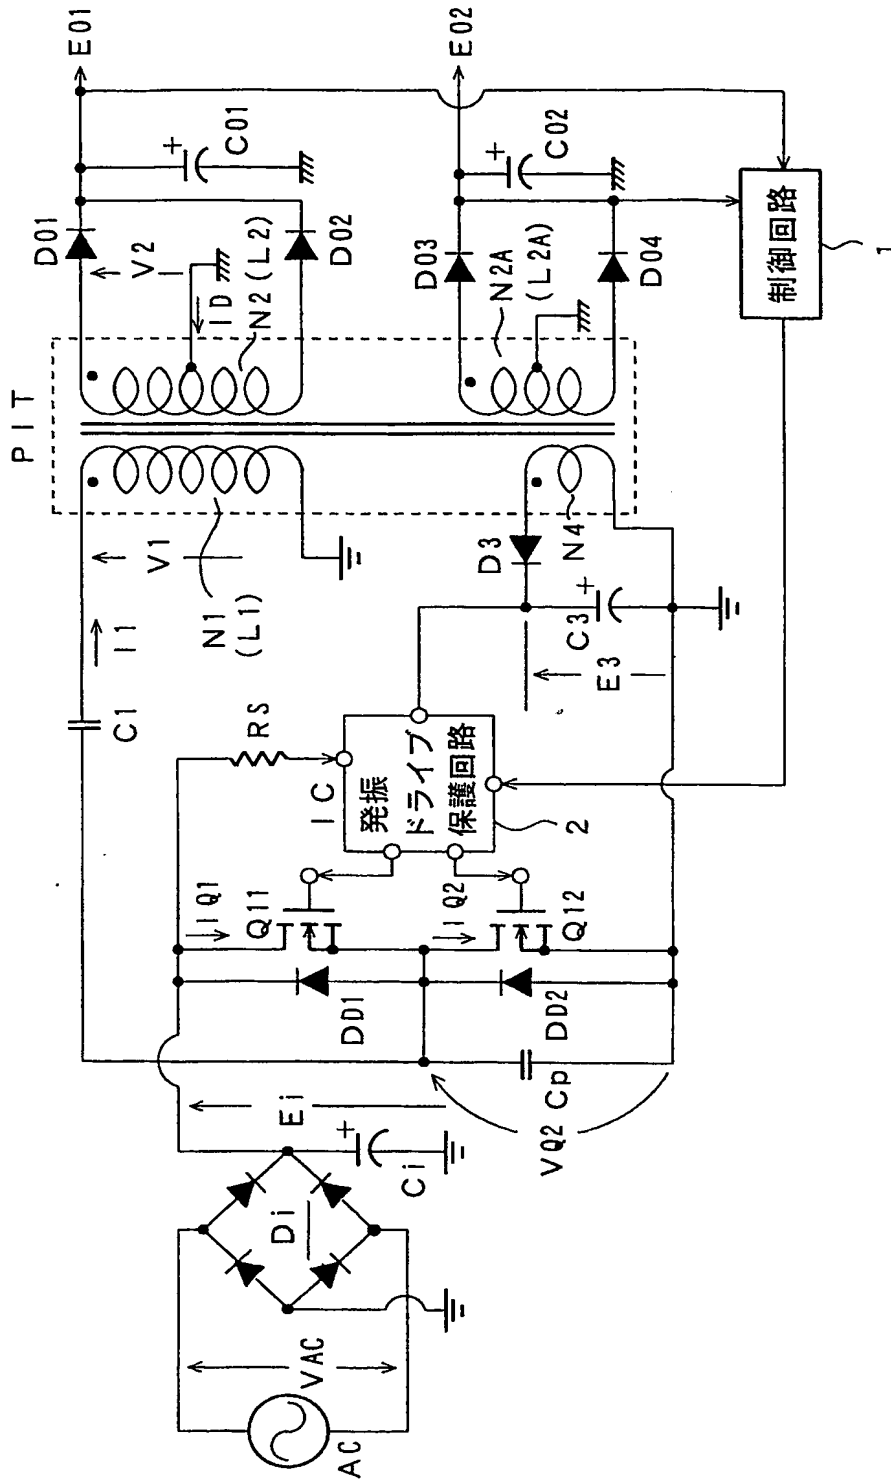 PIT
D01
E01
C01
+
V2
ID
N2(L2)
D02
E02
D03
C02
+
N2A
(L2A)
D04
制御回路
1
C1
I1
V1
N1
(L1)
D3
N4
C3
+
E3
RS
IC
発振
ドライブ
保護回路
2
IQ1
Q11
IQ2
Q12
DD1
DD2
Cp
VQ2
Ei
Ci
+
Di
VAC
AC